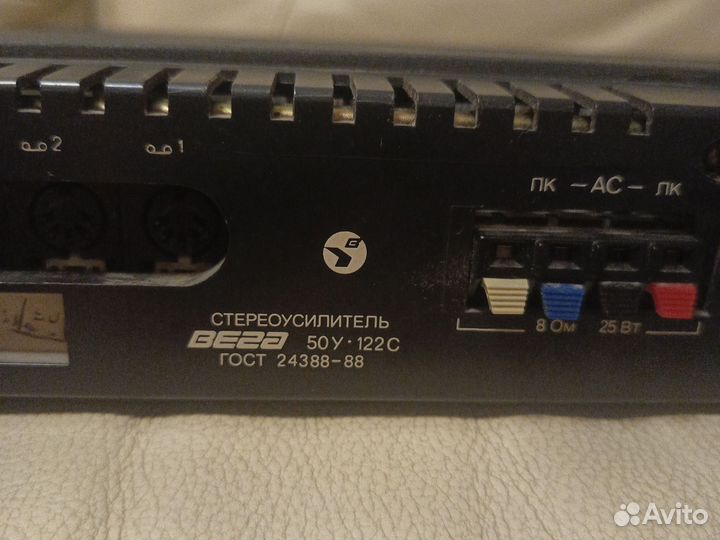 2 1
ПК — АС — ЛК
8 Ом 25 Вт
СТЕРЕОУСИЛИТЕЛЬ
ВЕГА 50У·122С
ГОСТ 24388-88
Avito